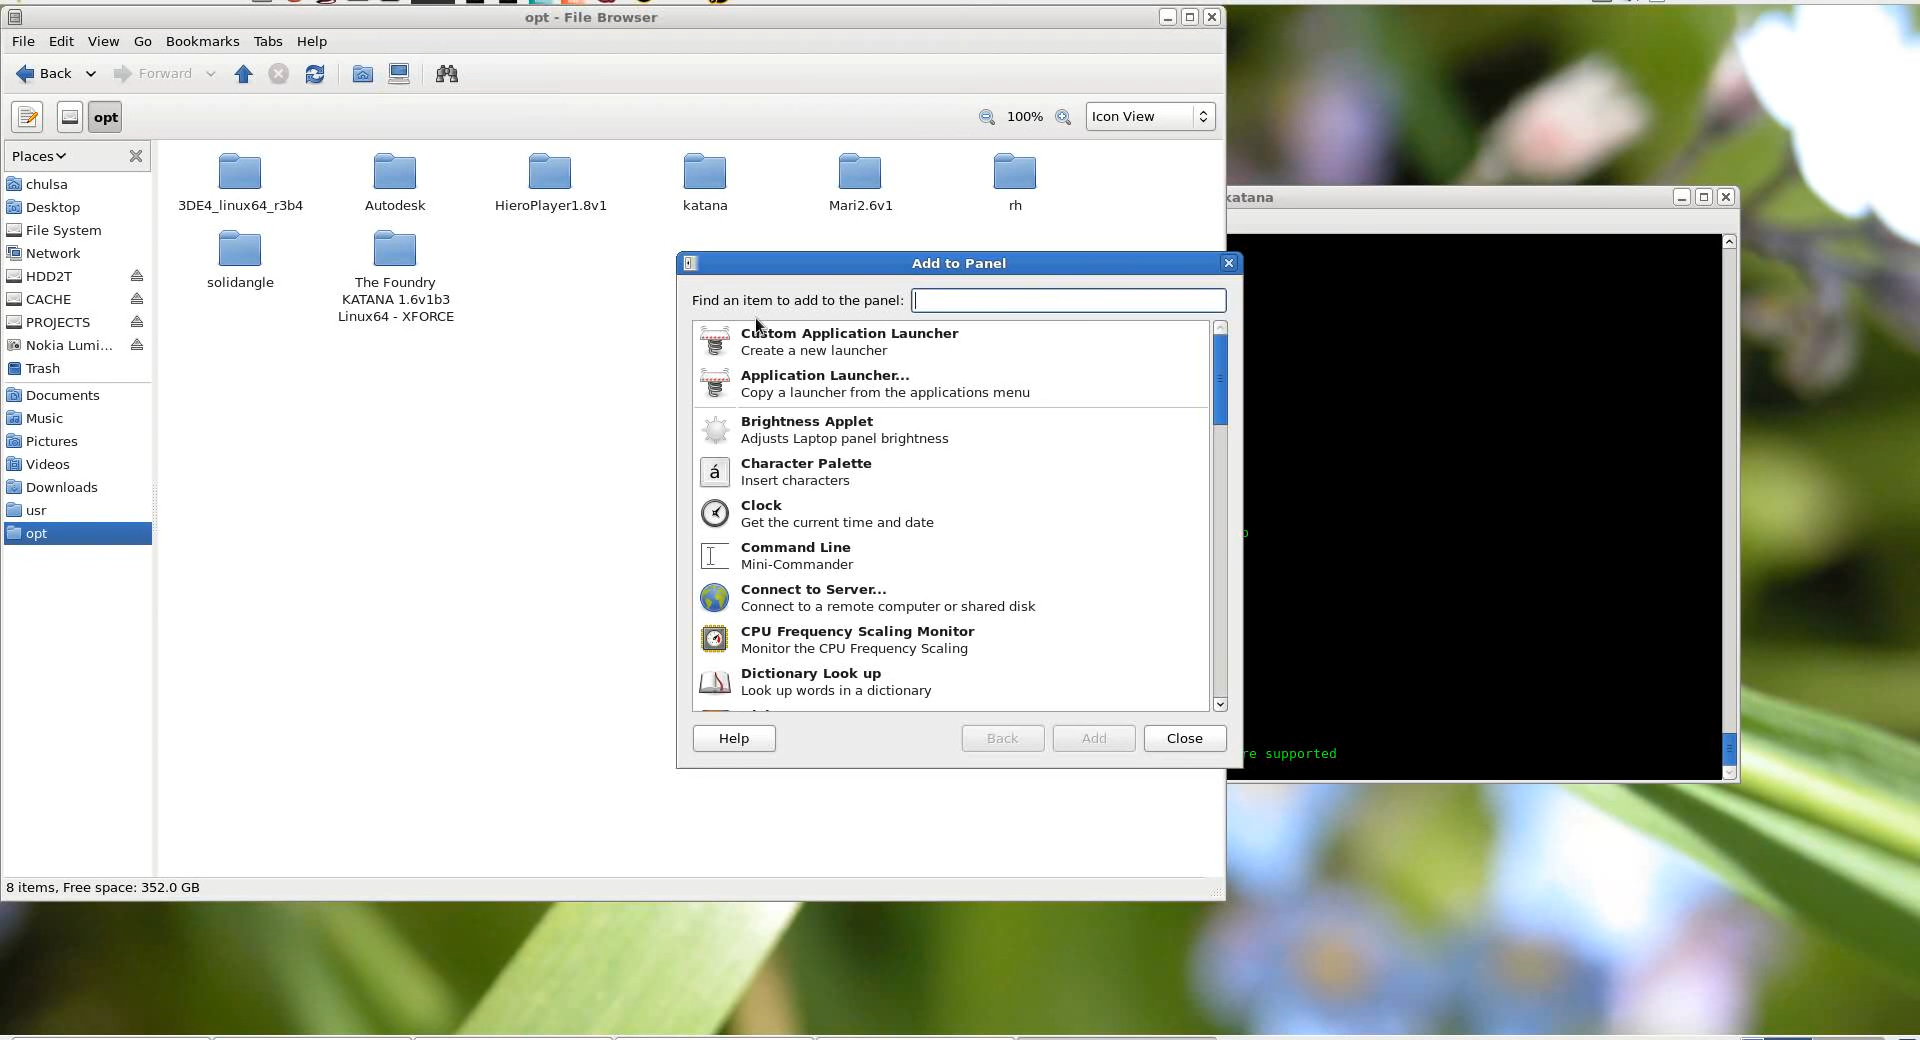 opt - File Browser
File Edit View Go Bookmarks Tabs Help
Back Forward
opt 100% Icon View
Places
chulsa
Desktop
File System
Network
HDD2T
CACHE
PROJECTS
Nokia Lumi...
Trash
Documents
Music
Pictures
Videos
Downloads
usr
opt
3DE4_linux64_r3b4 Autodesk HieroPlayer1.8v1 katana Mari2.6v1 rh
solidangle The Foundry
KATANA 1.6v1b3
Linux64 - XFORCE
8 items, Free space: 352.0 GB
katana
re supported
Add to Panel
Find an item to add to the panel:
Custom Application Launcher
Create a new launcher
Application Launcher...
Copy a launcher from the applications menu
Brightness Applet
Adjusts Laptop panel brightness
á
Character Palette
Insert characters
Clock
Get the current time and date
Command Line
Mini-Commander
Connect to Server...
Connect to a remote computer or shared disk
CPU Frequency Scaling Monitor
Monitor the CPU Frequency Scaling
Dictionary Look up
Look up words in a dictionary
Help Back Add Close